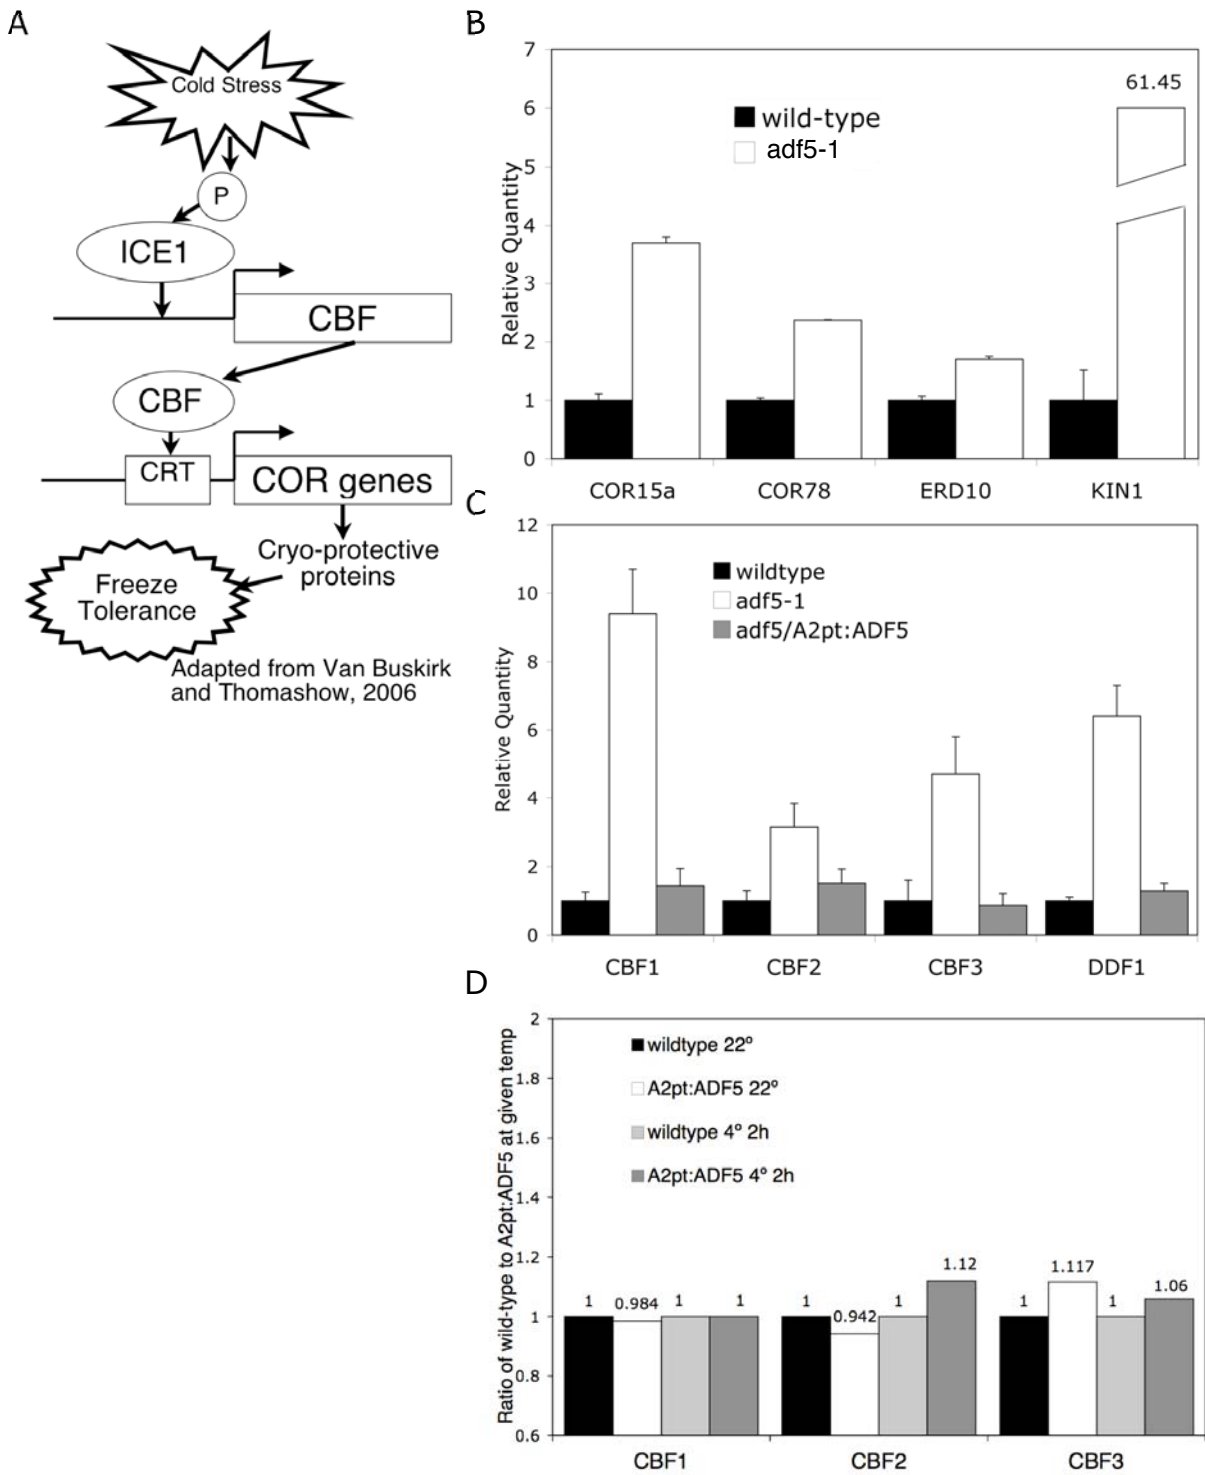 A
Cold Stress
P
ICE1
CBF
CBF
CRT
COR genes
Cryo-protective
proteins
Freeze
Tolerance
Adapted from Van Buskirk
and Thomashow, 2006
B
7
6
5
4
3
2
1
0
Relative Quantity
wild-type
adf5-1
61.45
COR15a
COR78
ERD10
KIN1
C
12
10
8
6
4
2
0
Relative Quantity
wildtype
adf5-1
adf5/A2pt:ADF5
CBF1
CBF2
CBF3
DDF1
D
2
1.8
1.6
1.4
1.2
1
0.8
0.6
Ratio of wild-type to A2pt:ADF5 at given temp
wildtype 22º
A2pt:ADF5 22º
wildtype 4º 2h
A2pt:ADF5 4º 2h
1
0.984
1
1
1
0.942
1
1.12
1
1.117
1
1.06
CBF1
CBF2
CBF3